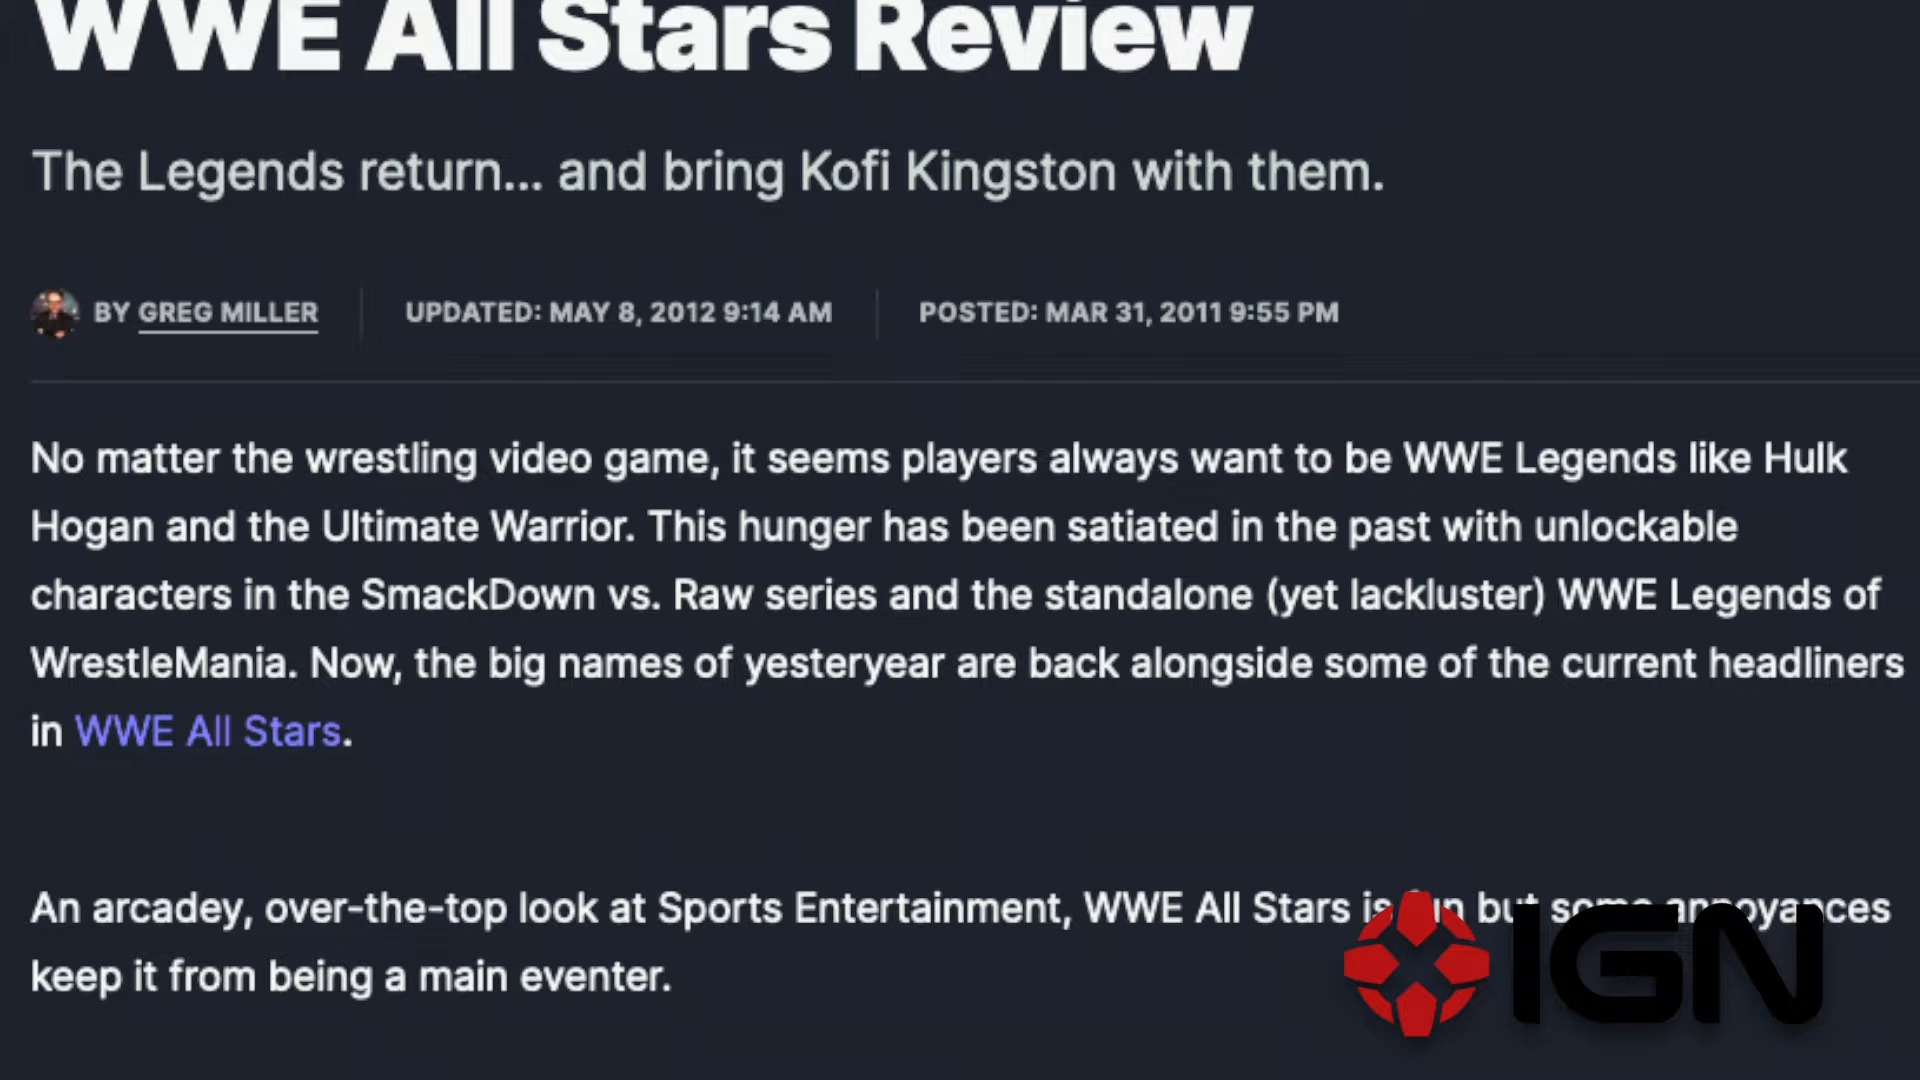 WWE All Stars Review
The Legends return... and bring Kofi Kingston with them.
BY GREG MILLER
UPDATED: MAY 8, 2012 9:14 AM
POSTED: MAR 31, 2011 9:55 PM
No matter the wrestling video game, it seems players always want to be WWE Legends like Hulk
Hogan and the Ultimate Warrior. This hunger has been satiated in the past with unlockable
characters in the SmackDown vs. Raw series and the standalone (yet lackluster) WWE Legends of
WrestleMania. Now, the big names of yesteryear are back alongside some of the current headliners
in WWE All Stars.
An arcadey, over-the-top look at Sports Entertainment, WWE All Stars is fun but some annoyances
keep it from being a main eventer.
IGN